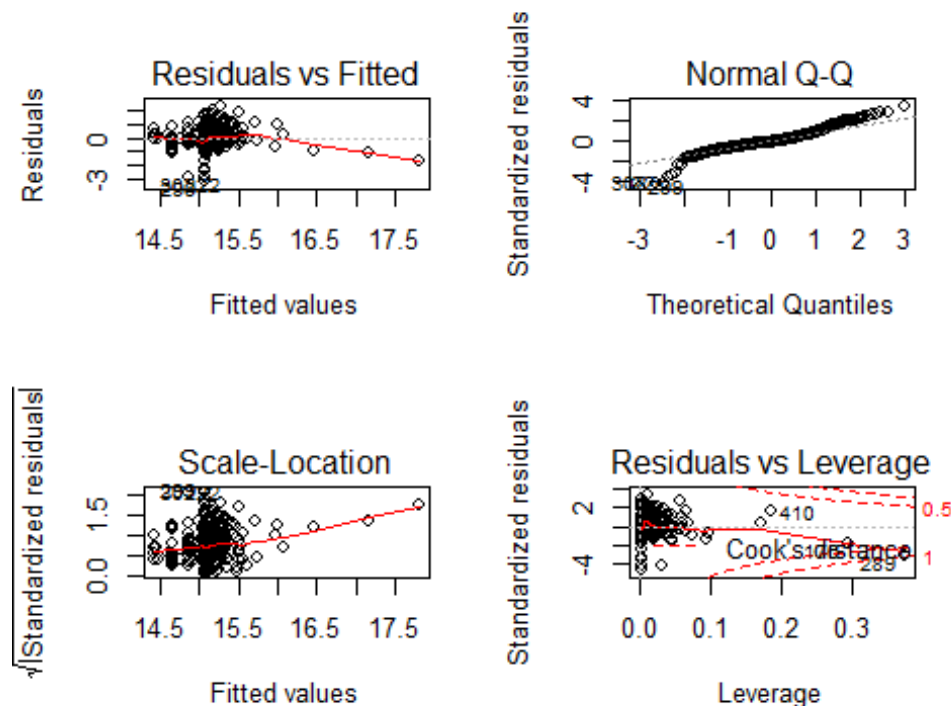 Residuals vs Fitted
Residuals
0
-3
14.5 15.5 16.5 17.5
Fitted values
Normal Q-Q
Standardized residuals
4
0
-4
-3 -1 0 1 2 3
Theoretical Quantiles
Scale-Location
√|Standardized residuals|
1.5
0.0
14.5 15.5 16.5 17.5
Fitted values
Residuals vs Leverage
Standardized residuals
2
-4
410
0.5
Cook's distance
1
289
0.0 0.1 0.2 0.3
Leverage